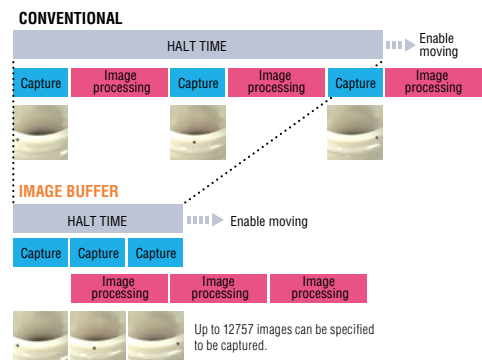 CONVENTIONAL
HALT TIME
Enable
moving
Capture
Image
processing
Capture
Image
processing
Capture
Image
processing
IMAGE BUFFER
HALT TIME
Enable moving
Capture
Capture
Capture
Image
processing
Image
processing
Image
processing
Up to 12757 images can be specified
to be captured.